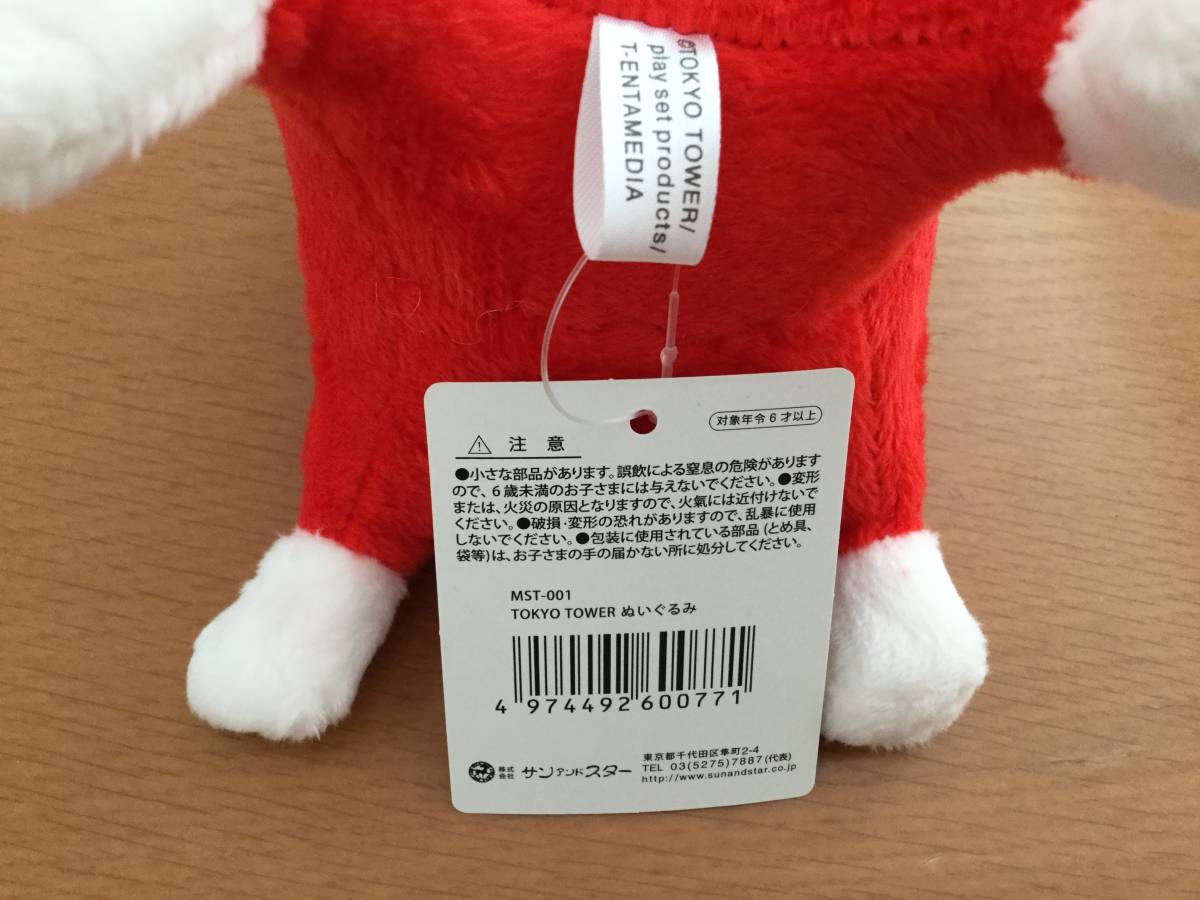 ©TOKYO TOWER/
play set products/
T-ENTAMEDIA
対象年令6才以上
注意
●小さな部品があります。誤飲による窒息の危険があります
ので、6歳未満のお子さまには与えないでください。●変形
または、火災の原因となりますので、火氣には近付けないで
ください。●破損・変形の恐れがありますので、乱暴に使用
しないでください。●包装に使用されている部品(とめ具、
袋等)は、お子さまの手の届かない所に処分してください。
MST-001
TOKYO TOWER ぬいぐるみ
4 974492 600771
株式会社 サンアンドスター
東京都千代田区隼町2-4
TEL 03(5275)7887(代表)
http://www.sunandstar.co.jp